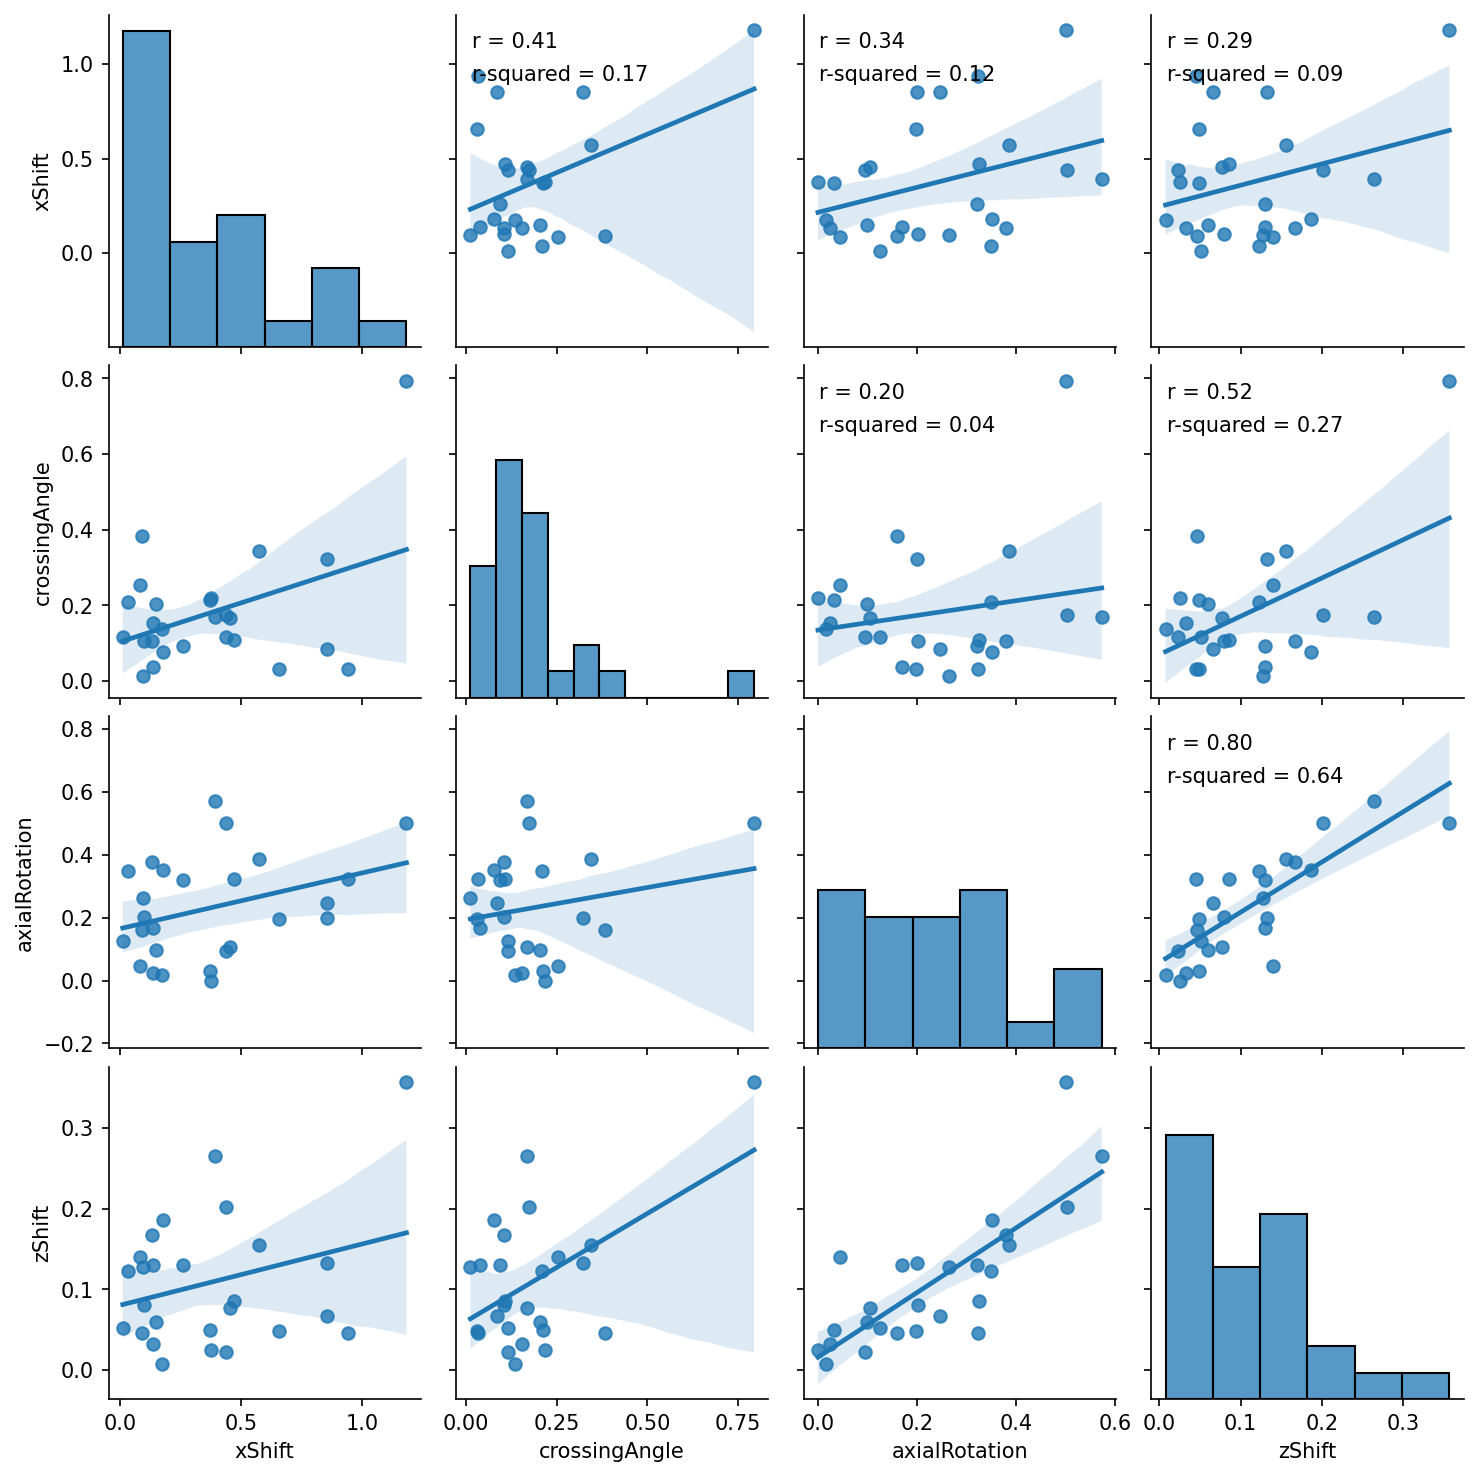 r = 0.41
r-squared = 0.17
r = 0.34
r-squared = 0.12
r = 0.29
r-squared = 0.09
1.0
0.5
0.0
xShift
r = 0.20
r-squared = 0.04
r = 0.52
r-squared = 0.27
0.8
0.6
0.4
0.2
0.0
crossingAngle
r = 0.80
r-squared = 0.64
0.8
0.6
0.4
0.2
0.0
−0.2
axialRotation
0.3
0.2
0.1
0.0
zShift
0.0 0.5 1.0
xShift
0.00 0.25 0.50 0.75
crossingAngle
0.0 0.2 0.4 0.6
axialRotation
0.0 0.1 0.2 0.3
zShift